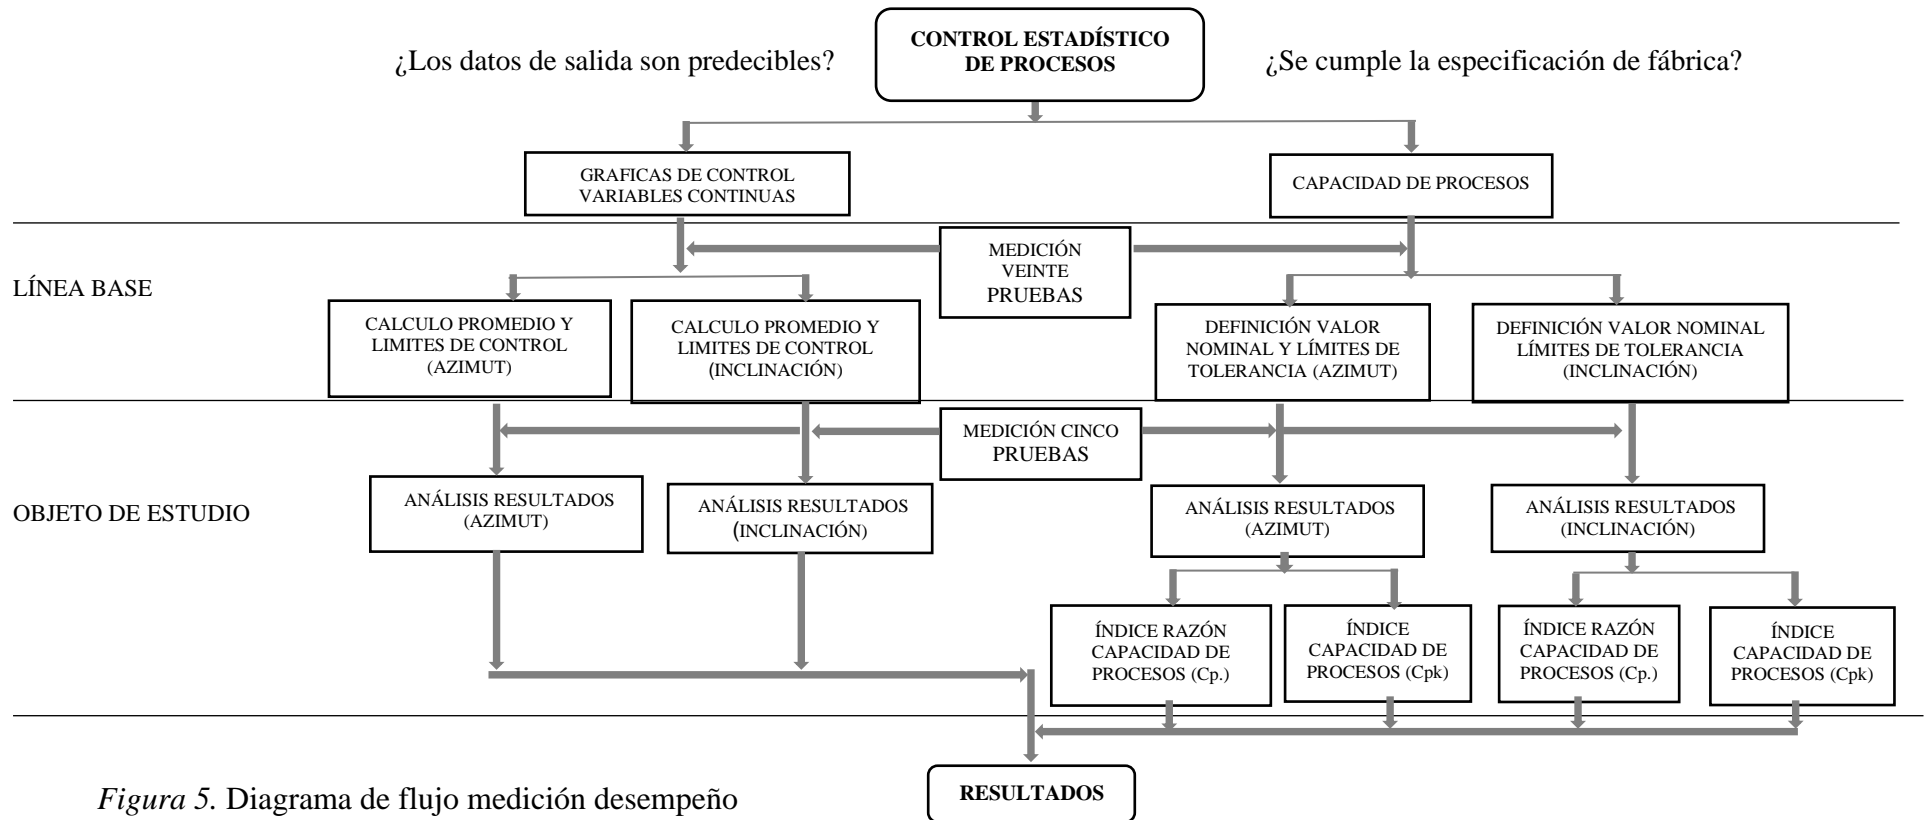 CONTROL ESTADÍSTICO
DE PROCESOS
¿Los datos de salida son predecibles?
¿Se cumple la especificación de fábrica?
GRAFICAS DE CONTROL
VARIABLES CONTINUAS
CAPACIDAD DE PROCESOS
LÍNEA BASE
MEDICIÓN
VEINTE
PRUEBAS
CALCULO PROMEDIO Y
LIMITES DE CONTROL
(AZIMUT)
CALCULO PROMEDIO Y
LIMITES DE CONTROL
(INCLINACIÓN)
DEFINICIÓN VALOR
NOMINAL Y LÍMITES DE
TOLERANCIA (AZIMUT)
DEFINICIÓN VALOR NOMINAL
LÍMITES DE TOLERANCIA
(INCLINACIÓN)
MEDICIÓN CINCO
PRUEBAS
OBJETO DE ESTUDIO
ANÁLISIS RESULTADOS
(AZIMUT)
ANÁLISIS RESULTADOS
(INCLINACIÓN)
ANÁLISIS RESULTADOS
(AZIMUT)
ANÁLISIS RESULTADOS
(INCLINACIÓN)
ÍNDICE RAZÓN
CAPACIDAD DE
PROCESOS (Cp.)
ÍNDICE
CAPACIDAD DE
PROCESOS (Cpk)
ÍNDICE RAZÓN
CAPACIDAD DE
PROCESOS (Cp.)
ÍNDICE
CAPACIDAD DE
PROCESOS (Cpk)
RESULTADOS
Figura 5. Diagrama de flujo medición desempeño